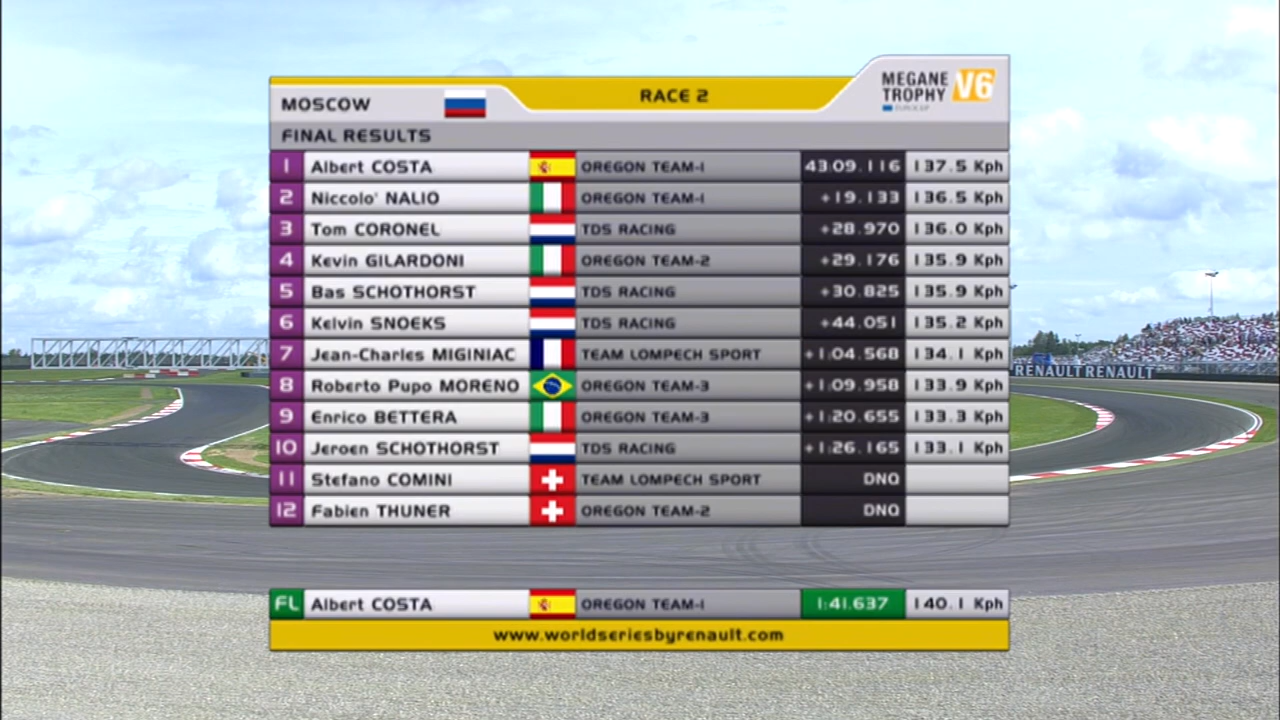 MOSCOW
RACE 2
MEGANE
TROPHY V6
FINAL RESULTS
1 Albert COSTA OREGON TEAM-1 43:09.116 137.5 Kph
2 Niccolo' NALIO OREGON TEAM-1 +19.133 136.5 Kph
3 Tom CORONEL TDS RACING +28.970 136.0 Kph
4 Kevin GILARDONI OREGON TEAM-2 +29.176 135.9 Kph
5 Bas SCHOTHORST TDS RACING +30.825 135.9 Kph
6 Kelvin SNOEKS TDS RACING +44.051 135.2 Kph
7 Jean-Charles MIGINIAC TEAM LOMPECH SPORT +1:04.568 134.1 Kph
8 Roberto Pupo MORENO OREGON TEAM-3 +1:09.958 133.9 Kph
9 Enrico BETTERA OREGON TEAM-3 +1:20.655 133.3 Kph
10 Jeroen SCHOTHORST TDS RACING +1:26.165 133.1 Kph
11 Stefano COMINI TEAM LOMPECH SPORT DNQ
12 Fabien THUNER OREGON TEAM-2 DNQ
RENAULT RENAULT
FL Albert COSTA OREGON TEAM-1 1:41.637 140.1 Kph
www.worldseriesbyrenault.com